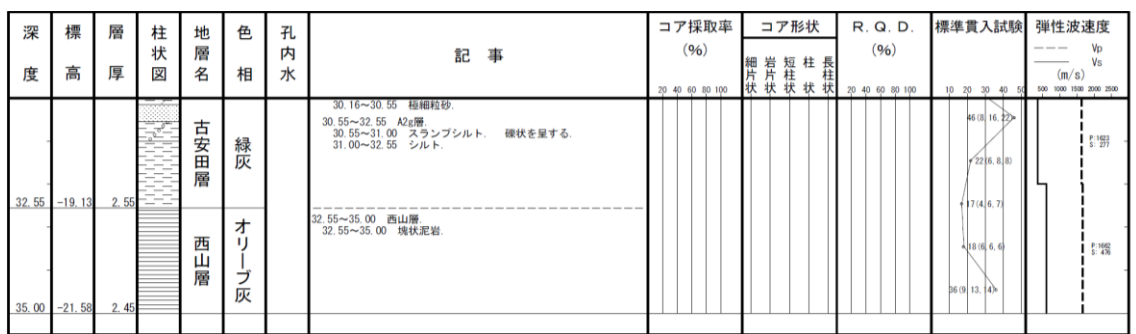 深度
標高
層厚
柱状図
地層名
色相
孔内水
記 事
コア採取率
(%)
20 40 60 80 100
コア形状
細片状
岩片状
短柱状
柱状
長柱状
R. Q. D.
(%)
20 40 60 80 100
標準貫入試験
10 20 30 40 50
弾性波速度
Vp
Vs
(m/s)
500 1000 1500 2000 2500
30.16～30.55 極細粒砂.
30.55～32.55 A2g層.
30.55～31.00 スランプシルト. 礫状を呈する.
31.00～32.55 シルト.
古安田層
緑灰
46(8, 16, 22)
22(6, 8, 8)
P:1623
S: 277
32.55 -19.13 2.55
17(4, 6, 7)
32.55～35.00 西山層.
32.55～35.00 塊状泥岩.
西山層
オリーブ灰
18(6, 6, 6)
P:1662
S: 476
36(9, 13, 14)
35.00 -21.58 2.45